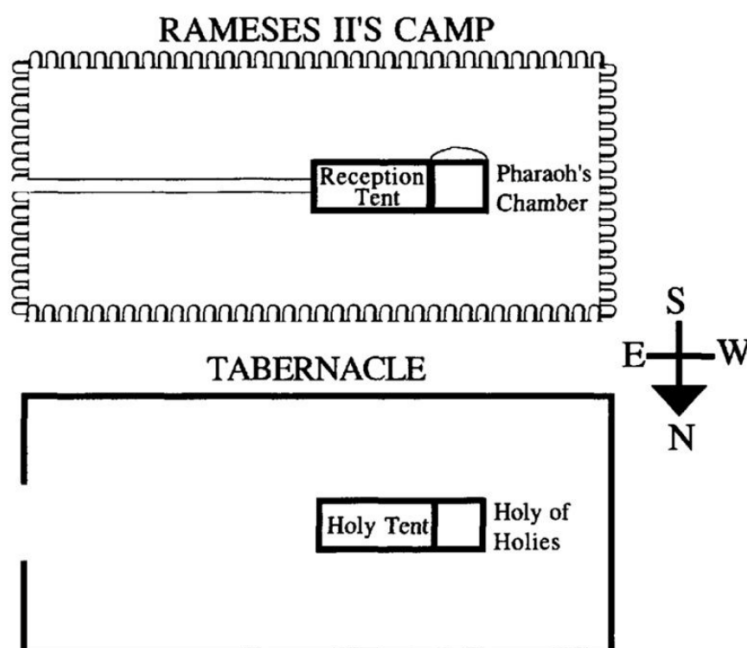 RAMESES II'S CAMP
Reception
Tent
Pharaoh's
Chamber
S
E
W
N
TABERNACLE
Holy Tent
Holy of
Holies